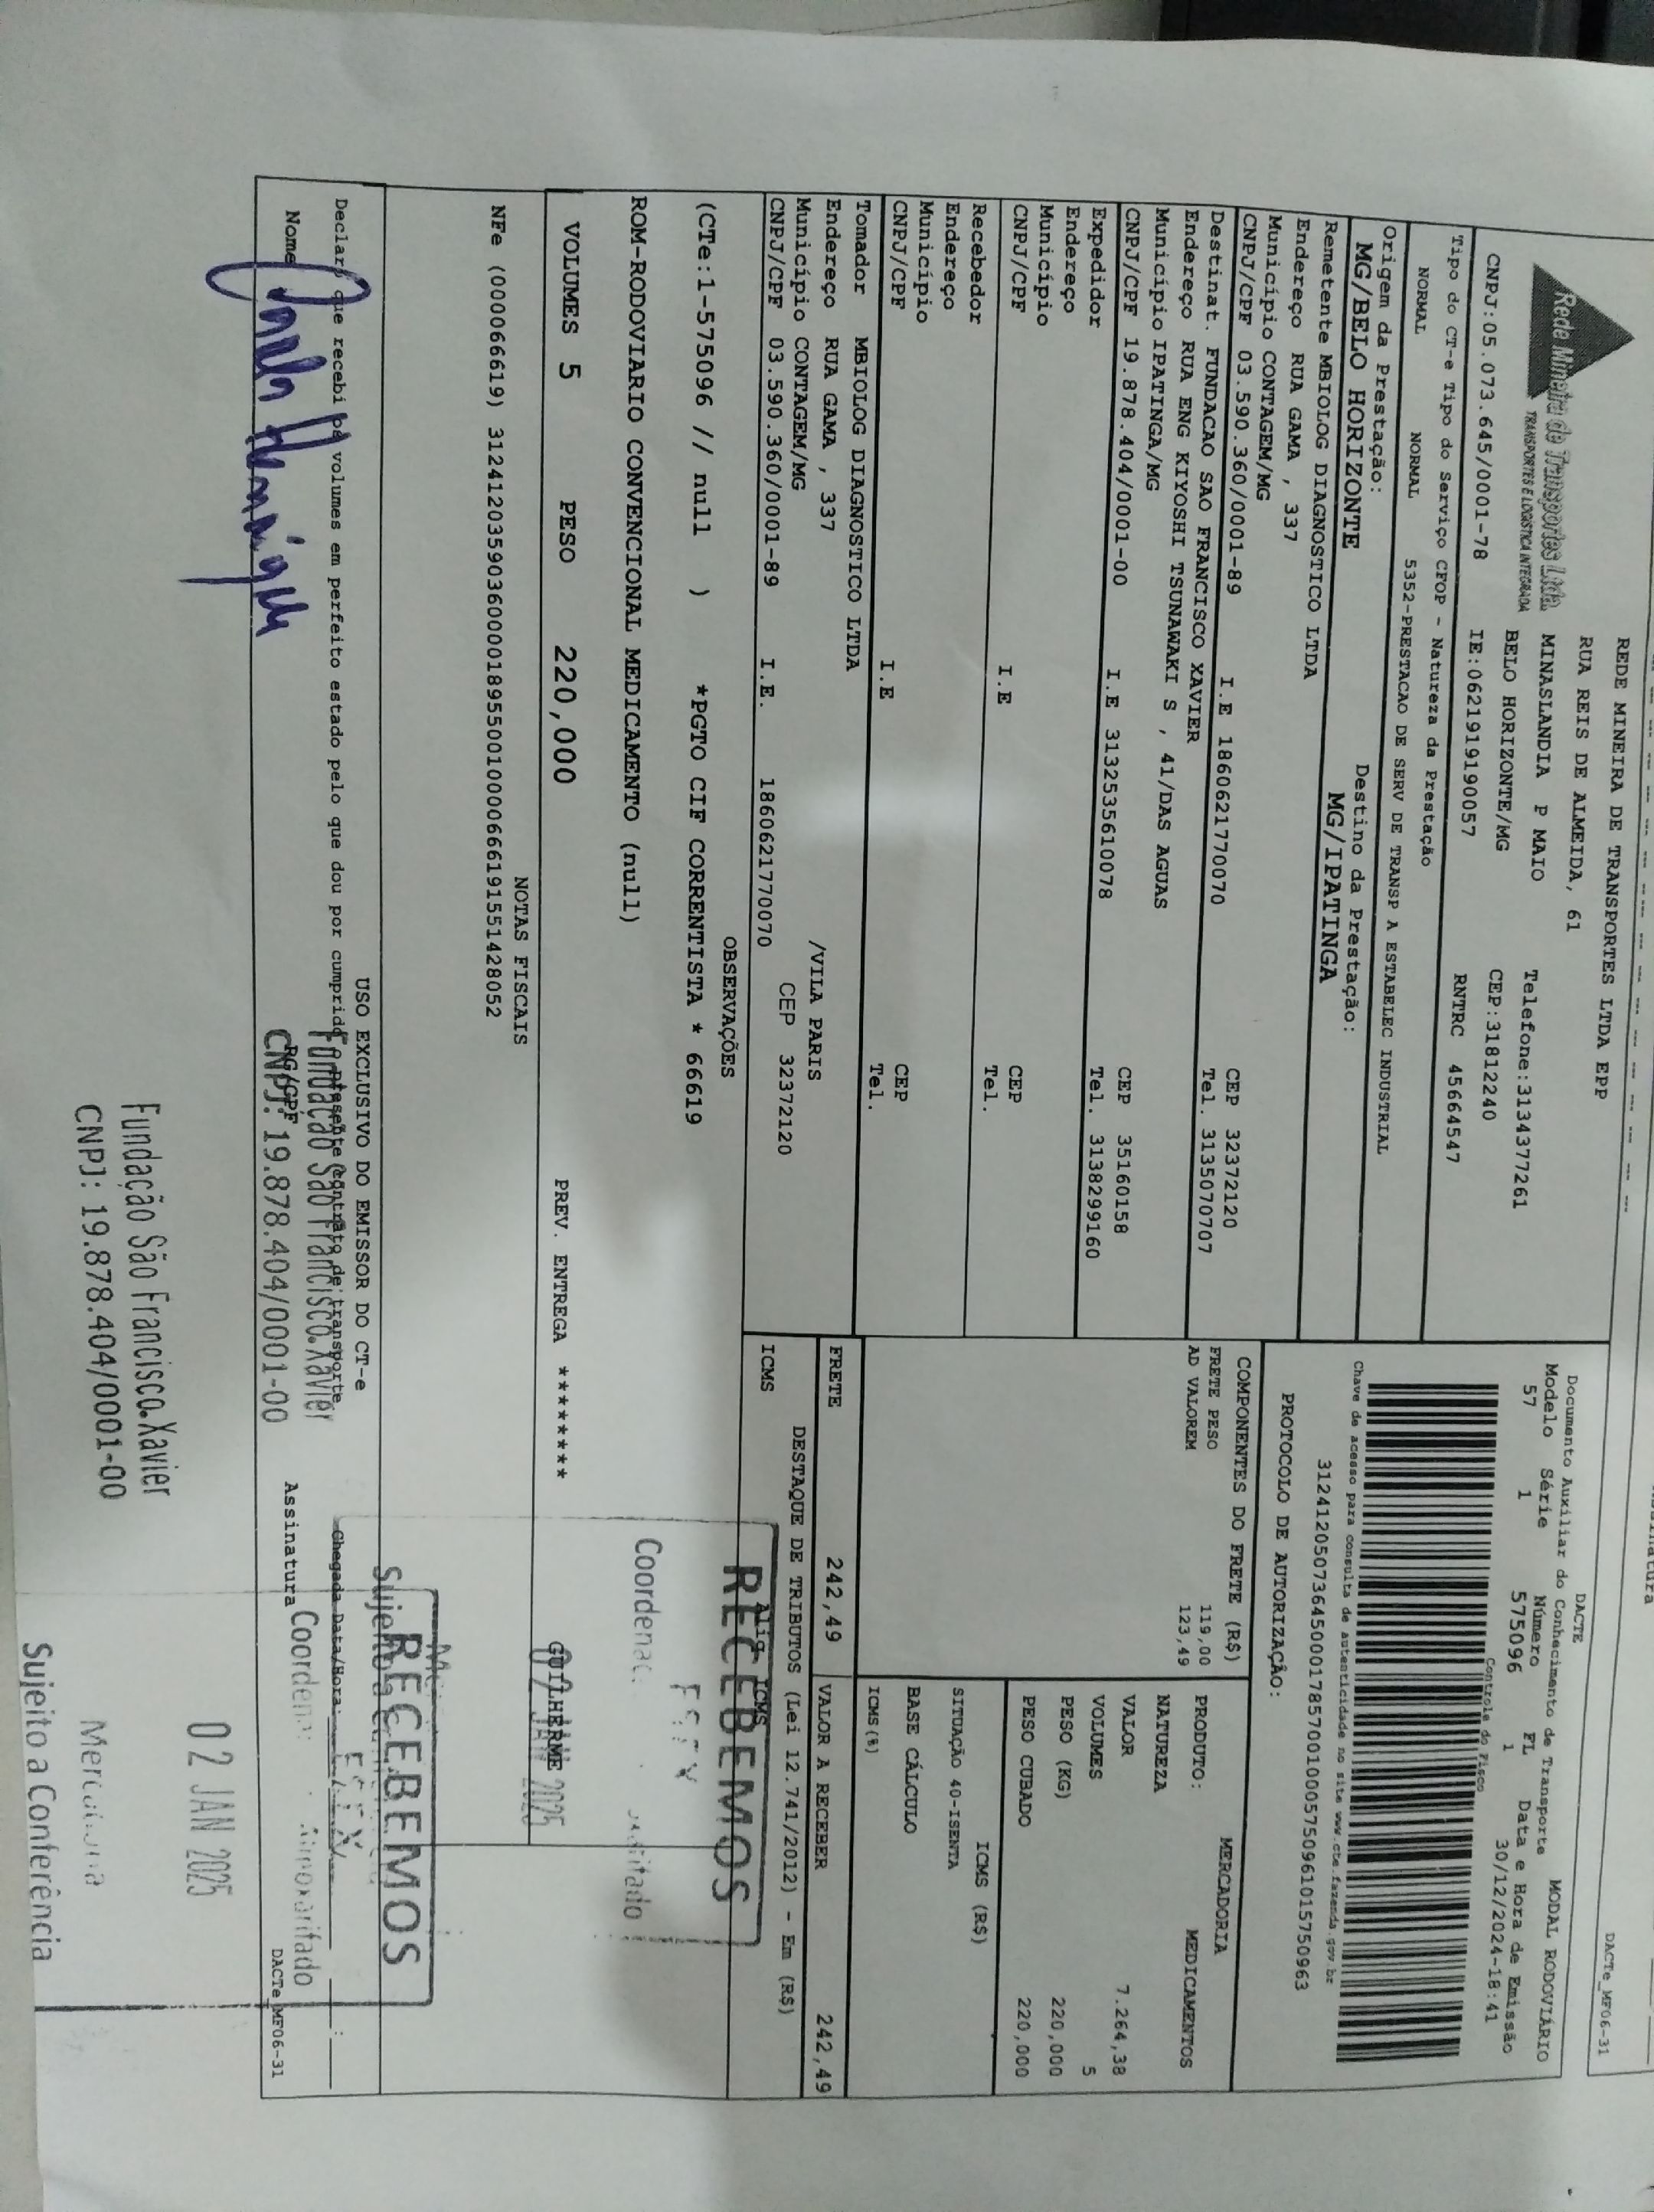 REDE MINEIRA DE TRANSPORTES LTDA EPP
RUA REIS DE ALMEIDA, 61
MINASLANDIA P MAIO Telefone:3134377261
BELO HORIZONTE/MG CEP:31812240
Rede Mineira de Transportes Ltda.
TRANSPORTES E LOGÍSTICA INTEGRADA
CNPJ:05.073.645/0001-78 IE:0621919190057 RNTRC 45664547
Tipo do CT-e Tipo do Serviço CFOP - Natureza da Prestação
NORMAL NORMAL 5352-PRESTACAO DE SERV DE TRANSP A ESTABELEC INDUSTRIAL
Origem da Prestação: Destino da Prestação:
MG/BELO HORIZONTE MG/IPATINGA
Remetente MBIOLOG DIAGNOSTICO LTDA
Endereço RUA GAMA , 337
Município CONTAGEM/MG CEP 32372120
CNPJ/CPF 03.590.360/0001-89 I.E 1860621770070 Tel. 3135070707
Destinat. FUNDACAO SAO FRANCISCO XAVIER
Endereço RUA ENG KIYOSHI TSUNAWAKI S , 41/DAS AGUAS
Município IPATINGA/MG CEP 35160158
CNPJ/CPF 19.878.404/0001-00 I.E 3132535610078 Tel. 3138299160
Expedidor
Endereço
Município CEP
CNPJ/CPF I.E Tel.
Recebedor
Endereço
Município CEP
CNPJ/CPF I.E Tel.
Tomador MBIOLOG DIAGNOSTICO LTDA
Endereço RUA GAMA , 337 /VILA PARIS
Município CONTAGEM/MG CEP 32372120
CNPJ/CPF 03.590.360/0001-89 I.E. 1860621770070
DACTe_MF06-31
DACTE
Documento Auxiliar do Conhecimento de Transporte MODAL RODOVIÁRIO
Modelo Série Número FL Data e Hora de Emissão
57 1 575096 1 30/12/2024-18:41
Controle do Fisco
Chave de acesso para consulta de autenticidade no site www.cte.fazenda.gov.br
31241205073645000178570010005750961015750963
PROTOCOLO DE AUTORIZAÇÃO:
COMPONENTES DO FRETE (R$)
FRETE PESO 119,00
AD VALOREM 123,49
MERCADORIA
PRODUTO: MEDICAMENTOS
NATUREZA
VALOR 7.264,38
VOLUMES 5
PESO (KG) 220,000
PESO CUBADO 220,000
ICMS (R$)
SITUAÇÃO 40-ISENTA
BASE CÁLCULO
ICMS(%)
FRETE 242,49 VALOR A RECEBER 242,49
DESTAQUE DE TRIBUTOS (Lei 12.741/2012) - Em (R$)
ICMS Aliq. ICMS
OBSERVAÇÕES
(CTe:1-575096 // null ) *PGTO CIF CORRENTISTA * 66619
ROM-RODOVIARIO CONVENCIONAL MEDICAMENTO (null)
RECEBEMOS
VOLUMES 5 PESO 220,000 PREV. ENTREGA ******** GUILHERME
NOTAS FISCAIS
NFe (000066619) 31241203590360000189550010000666191551428052
RECEBEMOS
USO EXCLUSIVO DO EMISSOR DO CT-e
Declaro que recebi os volumes em perfeito estado pelo que dou por cumprido o presente contrato de transporte
Chegada Data/Hora:
Nome RG/CPF Assinatura
Fundação São Francisco Xavier
CNPJ: 19.878.404/0001-00
DACTe_MF06-31
Fundação São Francisco Xavier
CNPJ: 19.878.404/0001-00
02 JAN 2025
Sujeito a Conferência